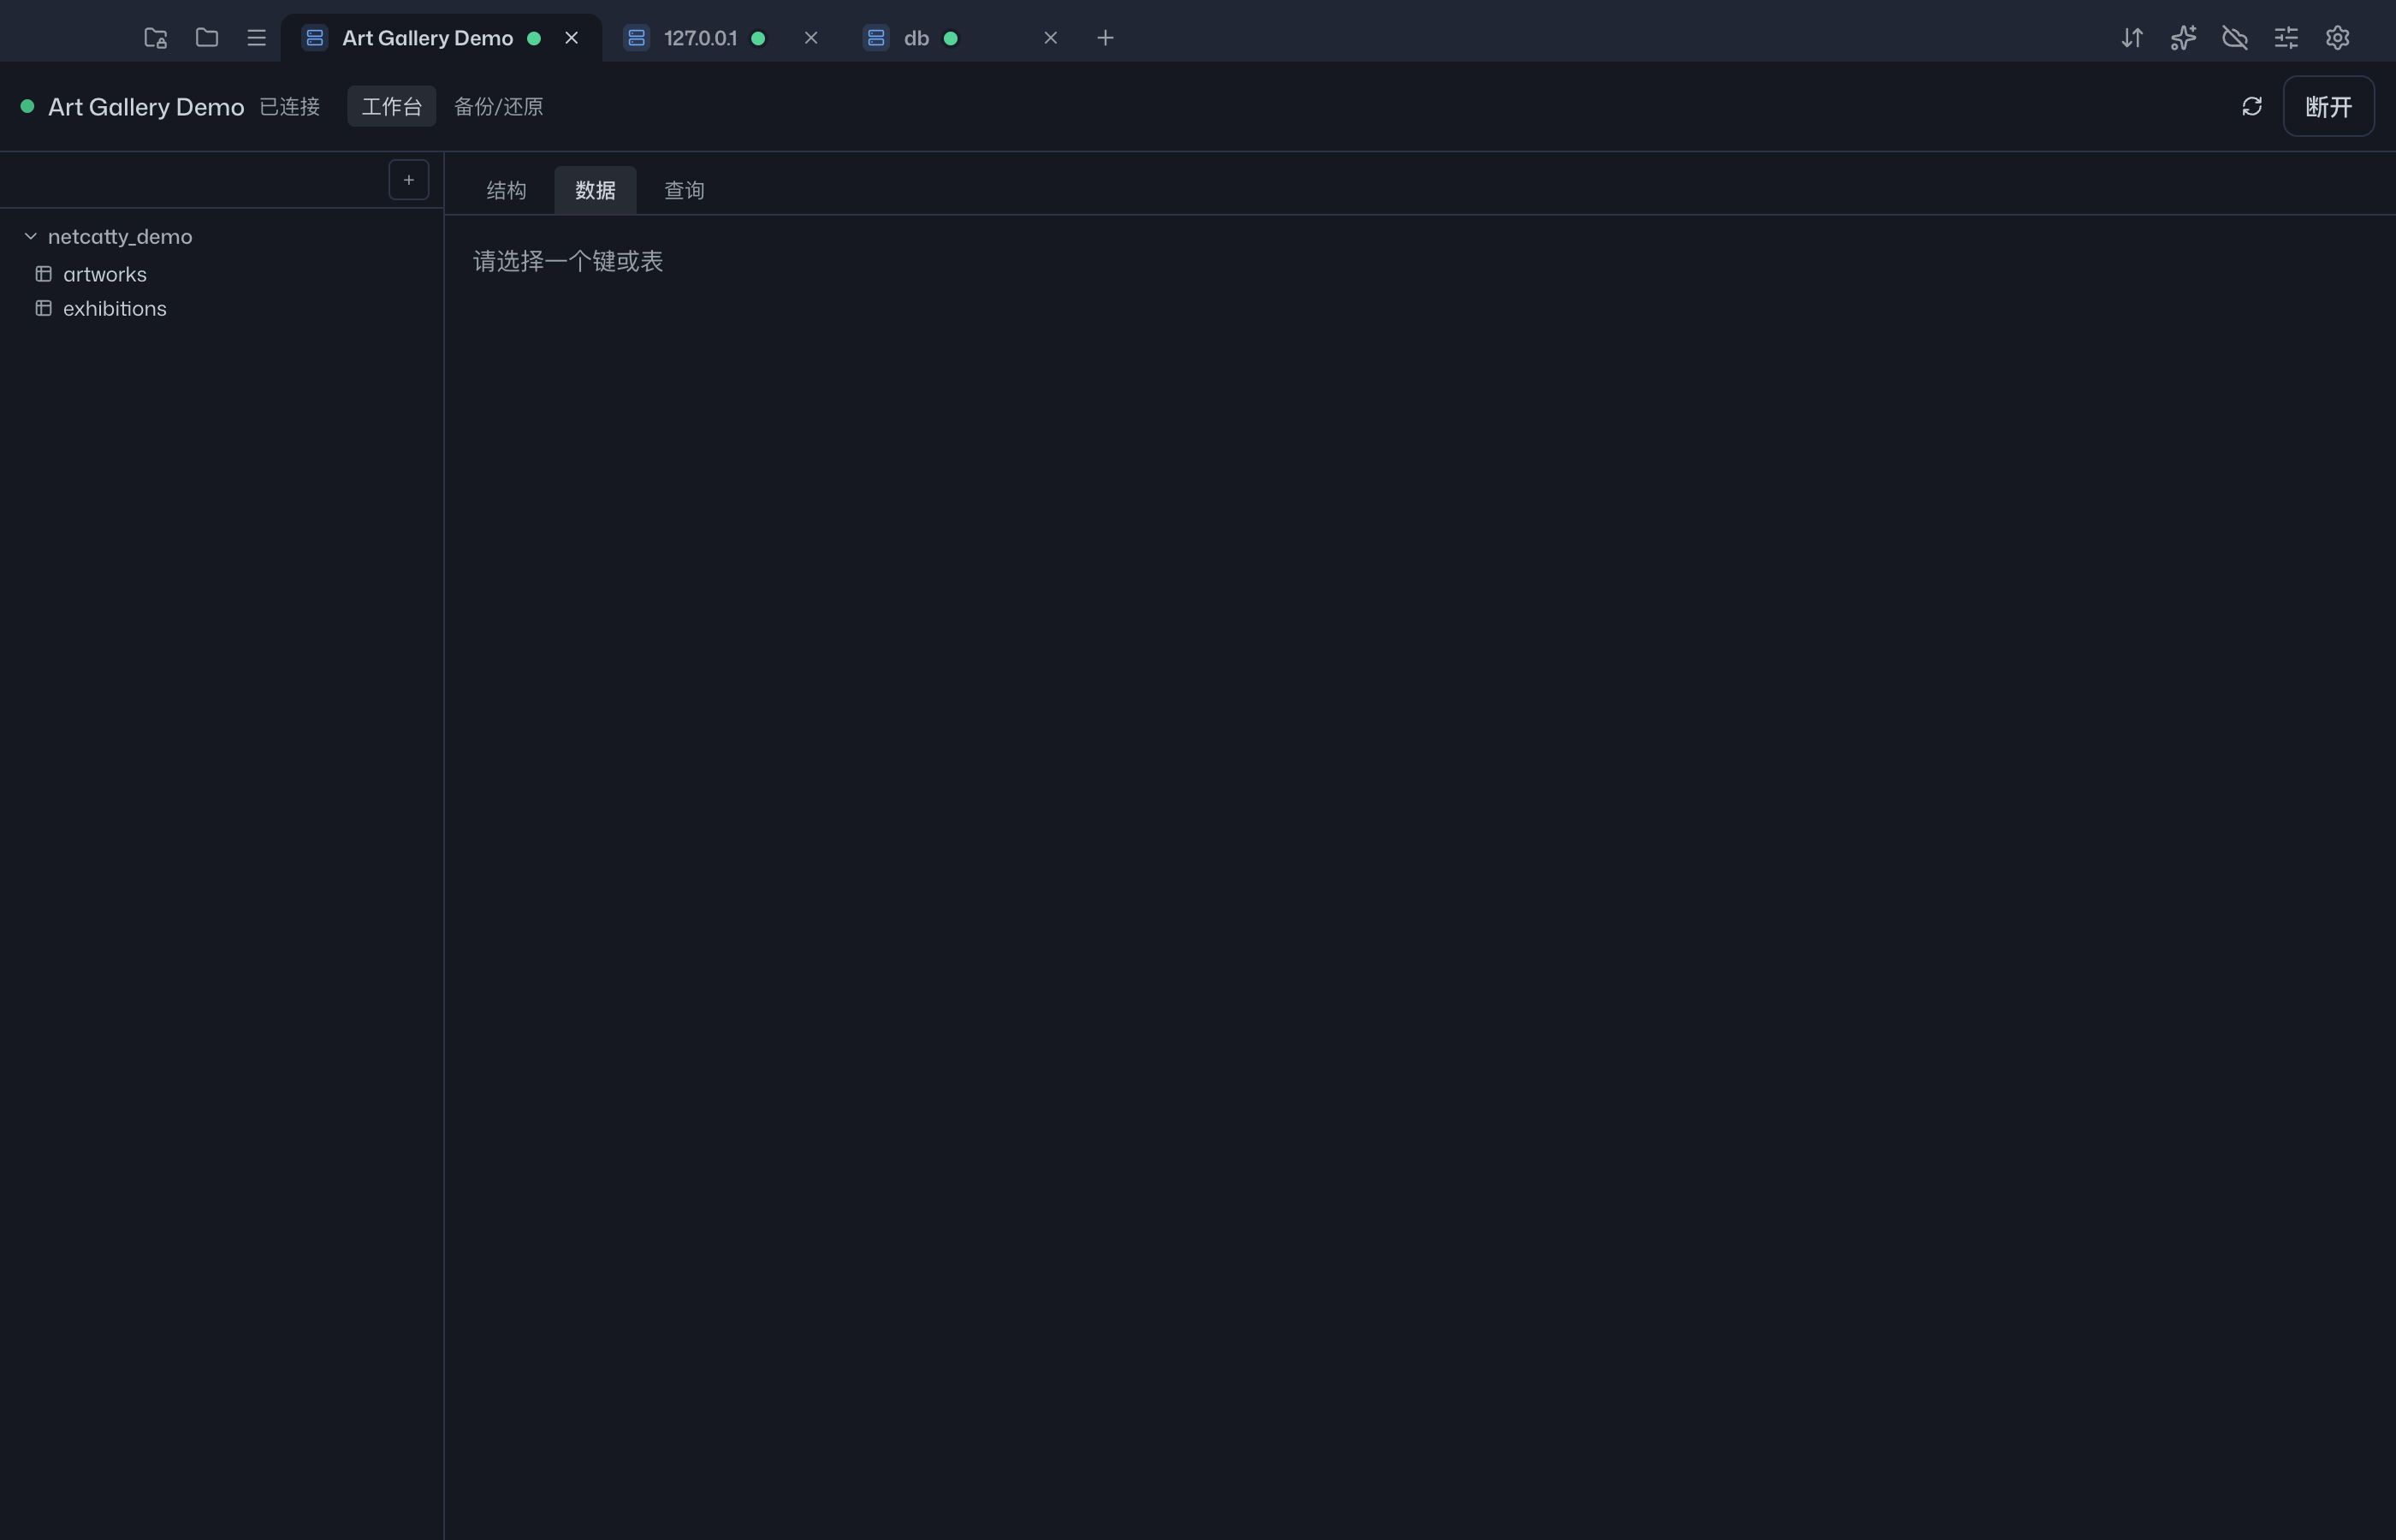 Art Gallery Demo 127.0.0.1 db
Art Gallery Demo 已连接 工作台 备份/还原 断开
结构 数据 查询
netcatty_demo
artworks
exhibitions
请选择一个键或表